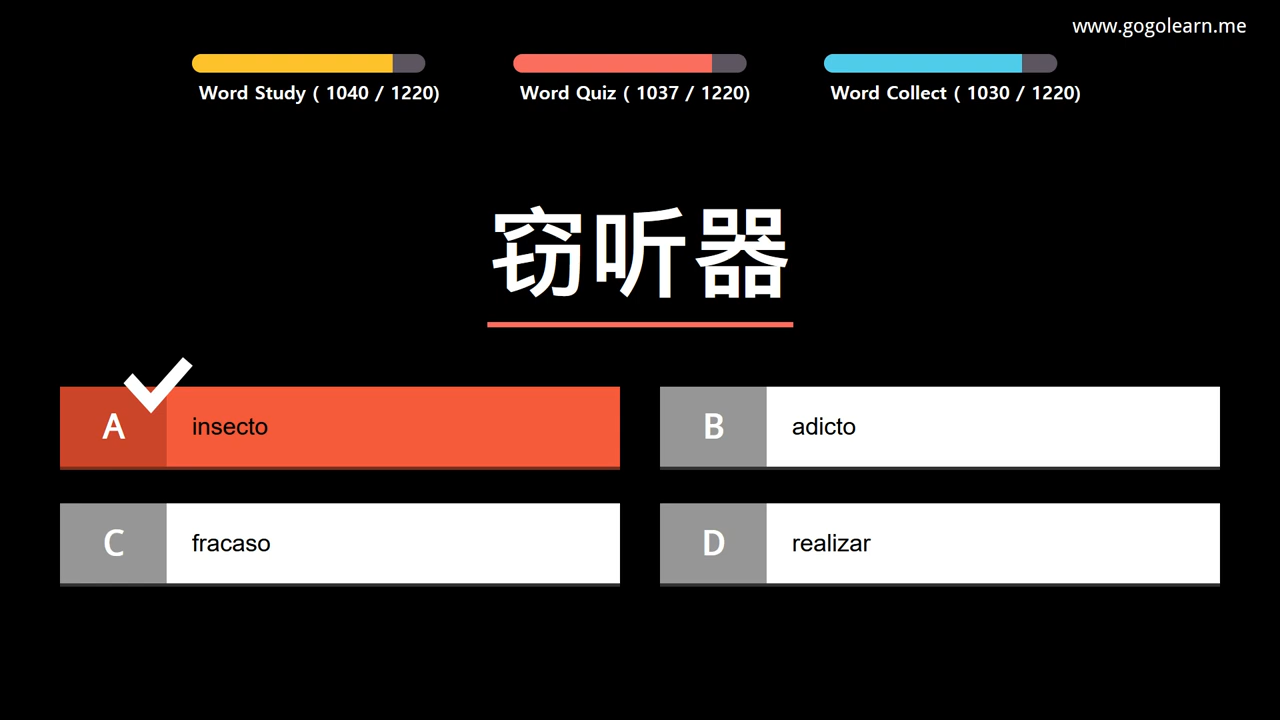 www.gogolearn.me
Word Study ( 1040 / 1220)
Word Quiz ( 1037 / 1220)
Word Collect ( 1030 / 1220)
窃听器
A insecto
B adicto
C fracaso
D realizar